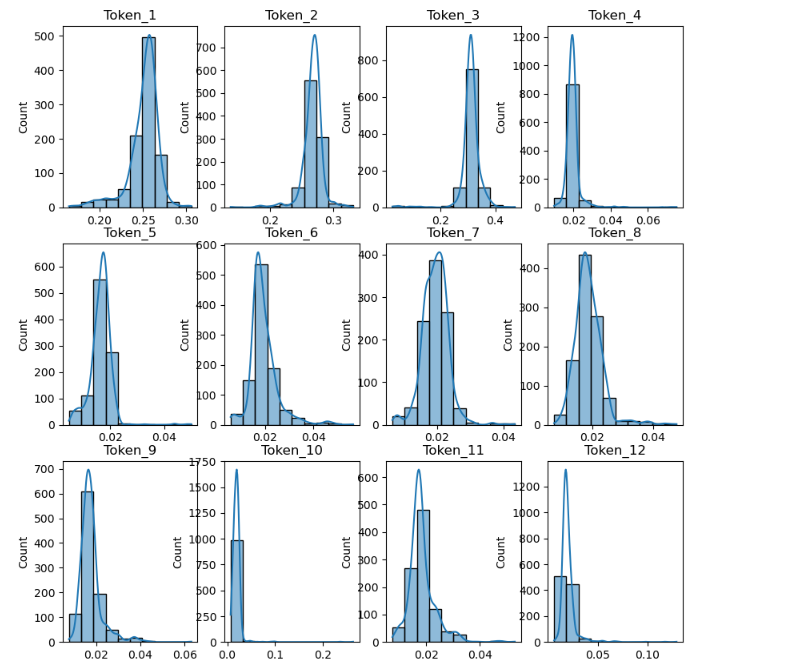 Token_1 Token_2 Token_3 Token_4
Count 500 400 300 200 100 0
0.20 0.25 0.30
Count 700 600 500 400 300 200 100 0
0.2 0.3
Count 800 600 400 200 0
0.2 0.4
Count 1200 1000 800 600 400 200 0
0.02 0.04 0.06
Token_5 Token_6 Token_7 Token_8
Count 600 500 400 300 200 100 0
0.02 0.04
Count 600 500 400 300 200 100 0
0.02 0.04
Count 400 300 200 100 0
0.02 0.04
Count 400 300 200 100 0
0.02 0.04
Token_9 Token_10 Token_11 Token_12
Count 700 600 500 400 300 200 100 0
0.02 0.04 0.06
Count 1750 1500 1250 1000 750 500 250 0
0.0 0.1 0.2
Count 600 500 400 300 200 100 0
0.02 0.04
Count 1200 1000 800 600 400 200 0
0.05 0.10